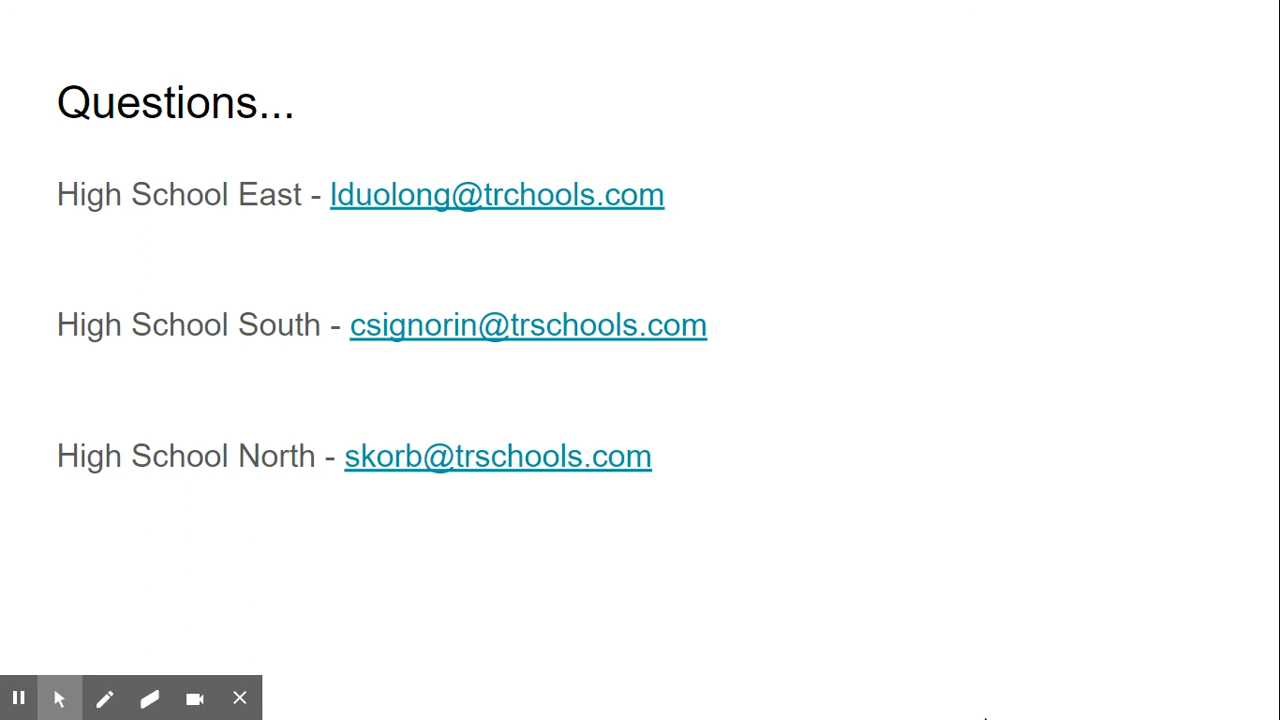 Questions...
High School East - lduolong@trchools.com
High School South - csignorin@trschools.com
High School North - skorb@trschools.com